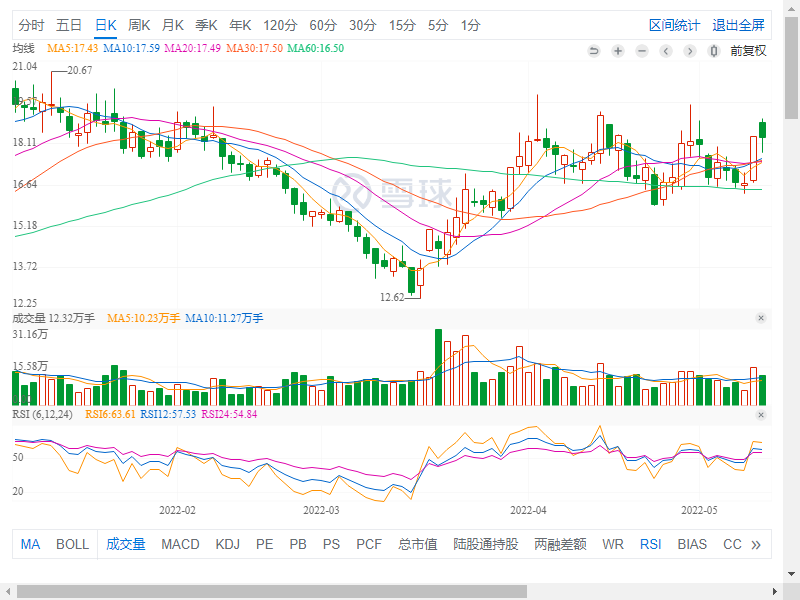 分时 五日 日K 周K 月K 季K 年K 120分 60分 30分 15分 5分 1分 区间统计 退出全屏
均线 MA5:17.43 MA10:17.59 MA20:17.49 MA30:17.50 MA60:16.50 前复权
21.04
20.67
18.11
16.64
雪球
15.18
13.72
12.62
12.25
成交量 12.32万手 MA5:10.23万手 MA10:11.27万手
31.16万
15.58万
RSI (6,12,24) RSI6:63.61 RSI12:57.53 RSI24:54.84
50
20
2022-02 2022-03 2022-04 2022-05
MA BOLL 成交量 MACD KDJ PE PB PS PCF 总市值 陆股通持股 两融差额 WR RSI BIAS CC »